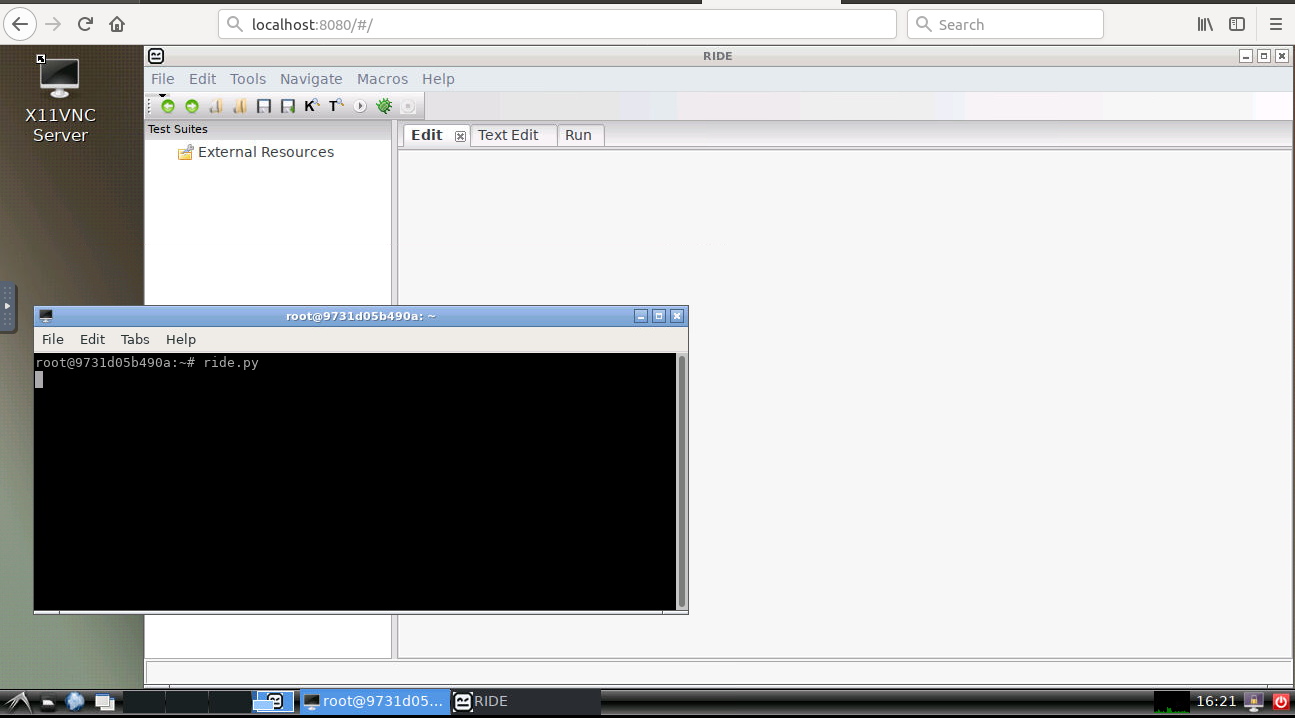 localhost:8080/#/
Search
X11VNC
Server
RIDE
File Edit Tools Navigate Macros Help
K T
Test Suites
External Resources
Edit Text Edit Run
root@9731d05b490a: ~
File Edit Tabs Help
root@9731d05b490a:~# ride.py
root@9731d05... RIDE 16:21